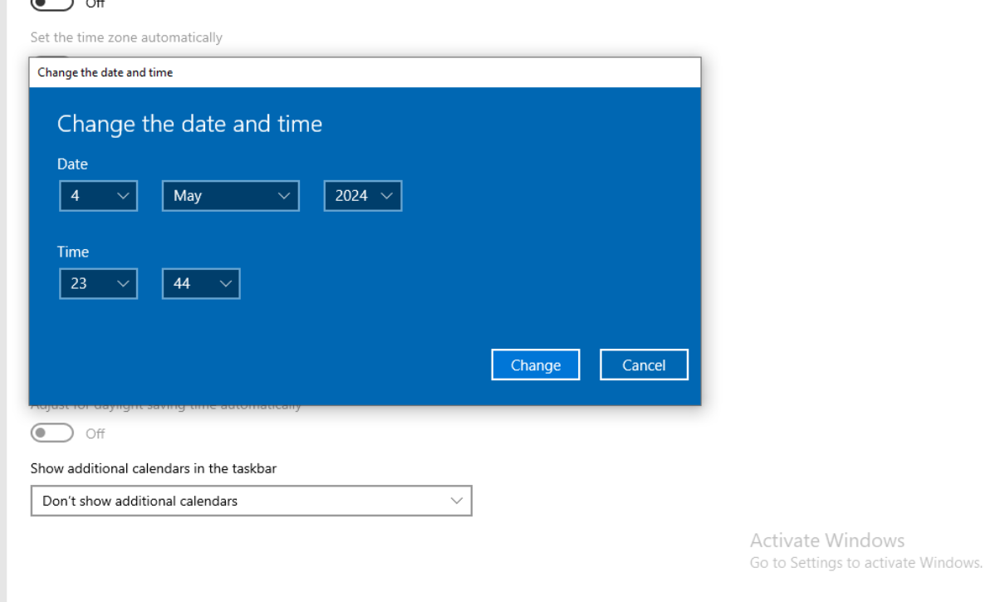 Off
Set the time zone automatically
Change the date and time
Change the date and time
Date
4 May 2024
Time
23 44
Change Cancel
Adjust for daylight saving time automatically
Off
Show additional calendars in the taskbar
Don't show additional calendars
Activate Windows
Go to Settings to activate Windows.